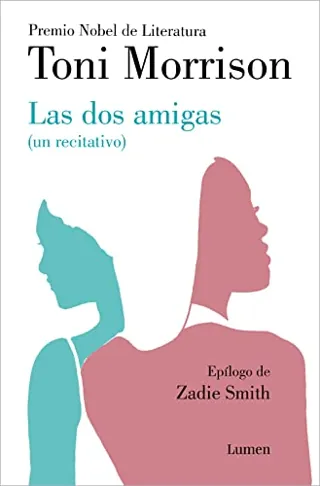 Premio Nobel de Literatura
Toni Morrison
Las dos amigas
(un recitativo)
Epílogo de
Zadie Smith
Lumen